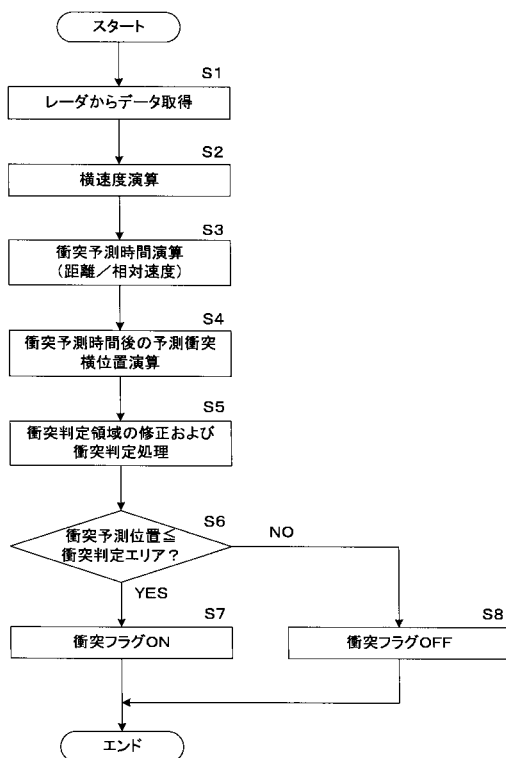 スタート
S1
レーダからデータ取得
S2
横速度演算
S3
衝突予測時間演算
(距離／相対速度)
S4
衝突予測時間後の予測衝突
横位置演算
S5
衝突判定領域の修正および
衝突判定処理
S6
衝突予測位置≦
衝突判定エリア？
NO
YES
S7
衝突フラグON
S8
衝突フラグOFF
エンド